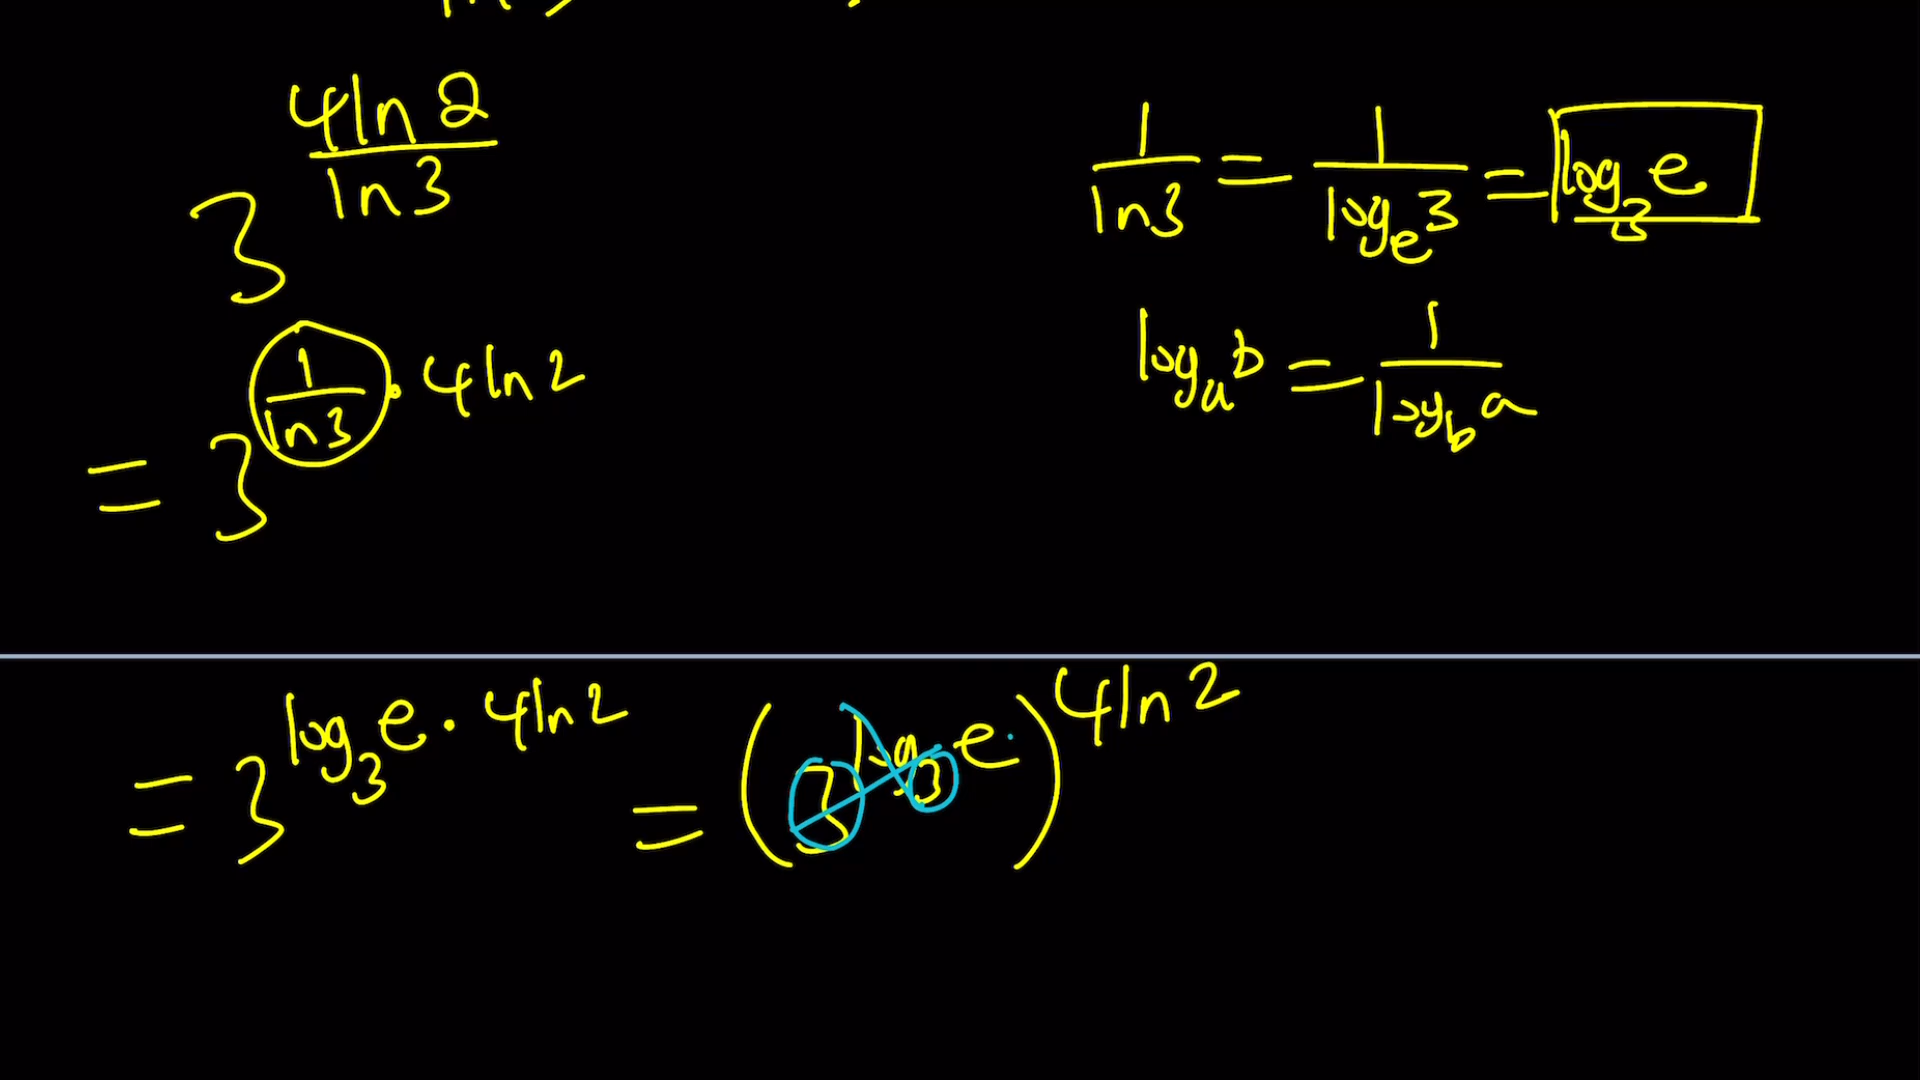 3^(4ln2/ln3)
1/ln3 = 1/log_e 3 = log_3 e
= 3^(1/ln3 · 4ln2)
log_a b = 1/log_b a
= 3^(log_3 e · 4ln2) = (3^(log_3 e))^(4ln2)